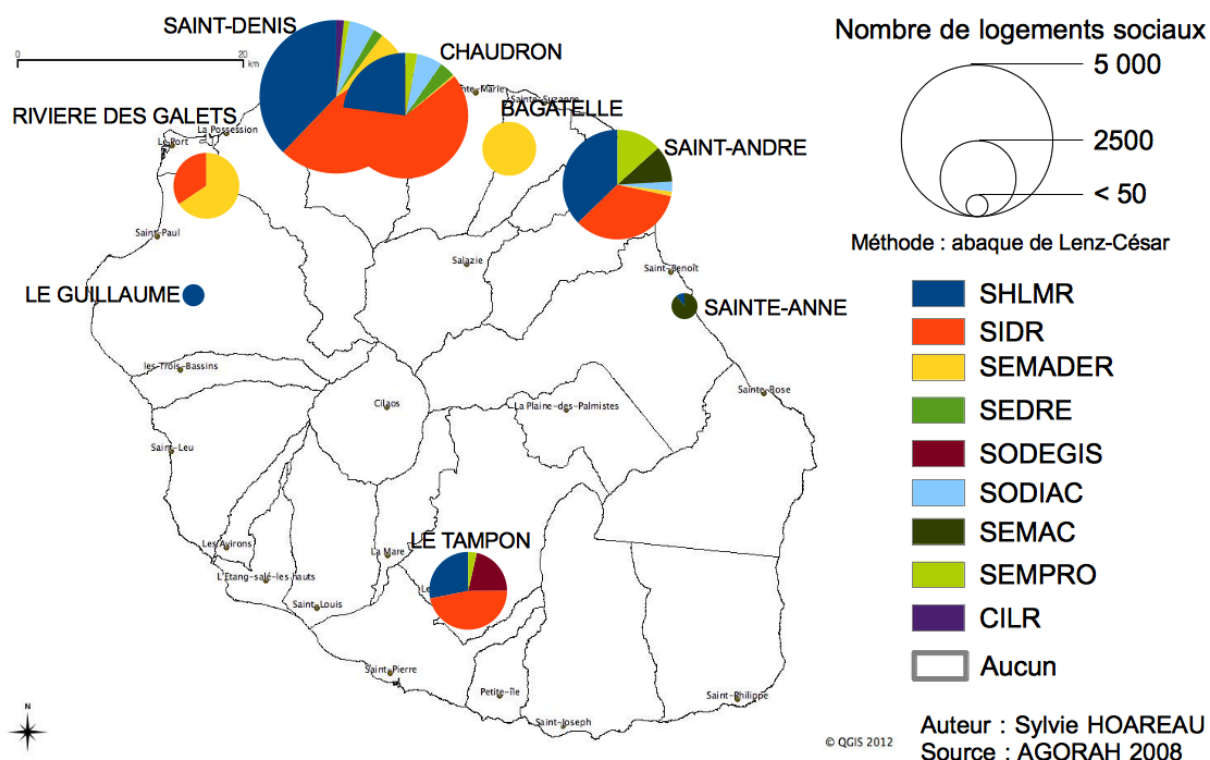 SAINT-DENIS
CHAUDRON
0
20
km
Sainte-Suzanne
BAGATELLE
RIVIERE DES GALETS
La Possession
Le Port
SAINT-ANDRE
Saint-Paul
Salazie
Saint-Benoît
LE GUILLAUME
SAINTE-ANNE
les Trois-Bassins
Sainte-Rose
Cilaos
La Plaine-des-Palmistes
Saint-Leu
LE TAMPON
Les Avirons
La Mare
L'Etang-salé-les hauts
Saint-Louis
Saint-Pierre
Petite-île
Saint-Philippe
Saint-Joseph
N
Nombre de logements sociaux
5 000
2500
< 50
Méthode : abaque de Lenz-César
SHLMR
SIDR
SEMADER
SEDRE
SODEGIS
SODIAC
SEMAC
SEMPRO
CILR
Aucun
© QGIS 2012
Auteur : Sylvie HOAREAU
Source : AGORAH 2008